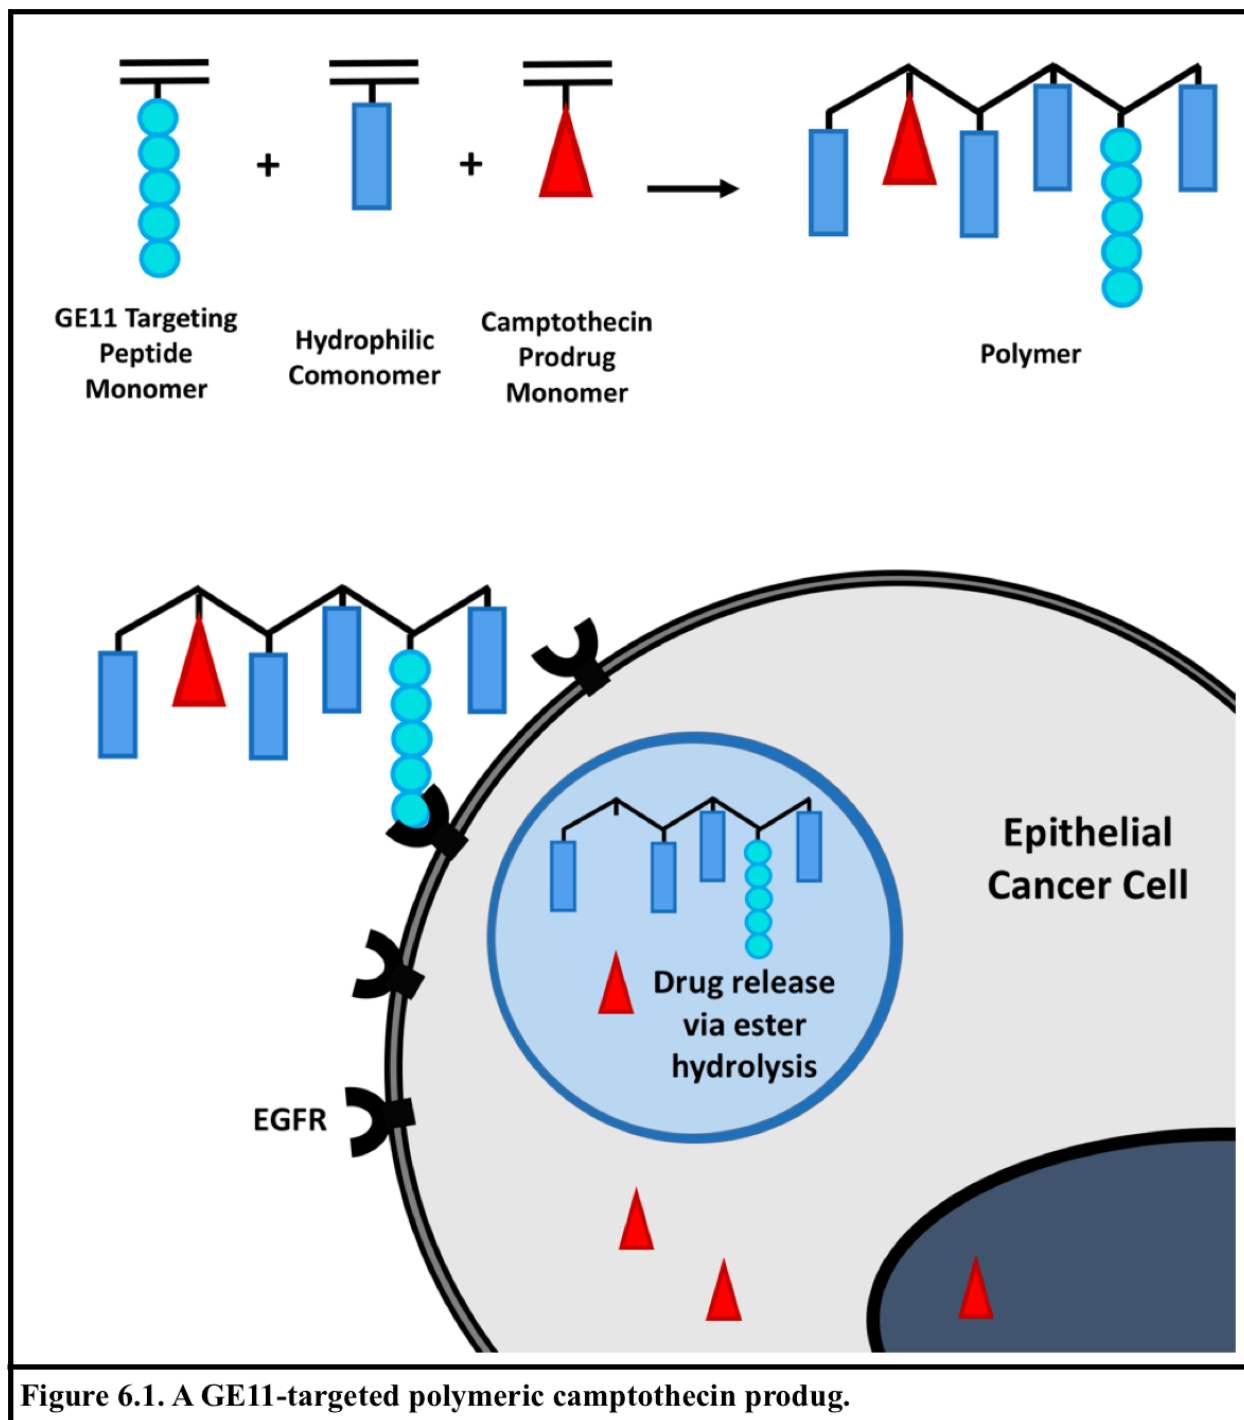 +
+
GE11 Targeting
Peptide
Monomer
Hydrophilic
Comonomer
Camptothecin
Prodrug
Monomer
Polymer
Epithelial
Cancer Cell
Drug release
via ester
hydrolysis
EGFR
Figure 6.1. A GE11-targeted polymeric camptothecin produg.